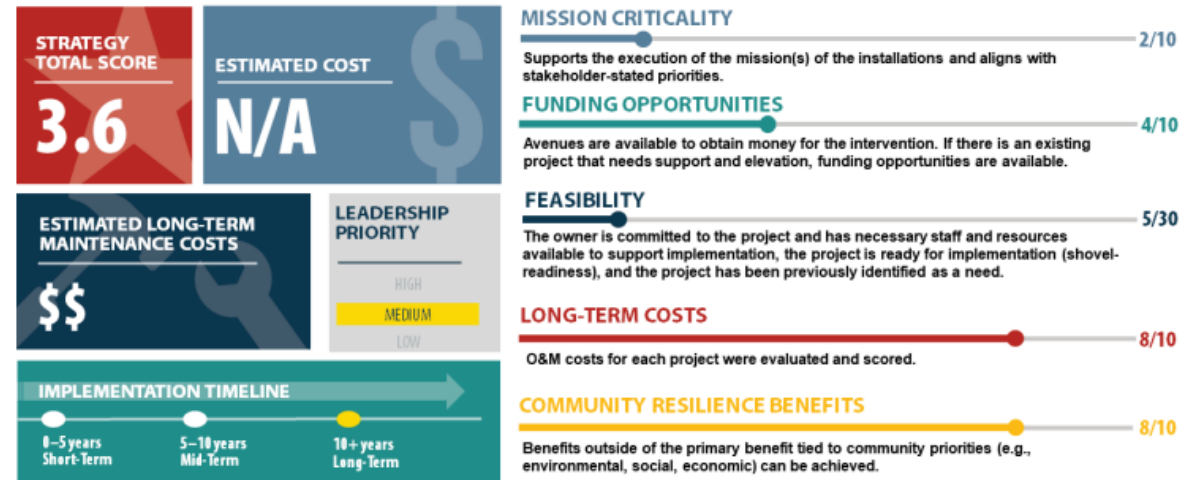 STRATEGY
TOTAL SCORE
3.6
ESTIMATED COST
N/A
$
ESTIMATED LONG-TERM
MAINTENANCE COSTS
$$
LEADERSHIP
PRIORITY
HIGH
MEDIUM
LOW
IMPLEMENTATION TIMELINE
0–5 years
Short-Term
5–10 years
Mid-Term
10+ years
Long-Term
MISSION CRITICALITY
2/10
Supports the execution of the mission(s) of the installations and aligns with
stakeholder-stated priorities.
FUNDING OPPORTUNITIES
4/10
Avenues are available to obtain money for the intervention. If there is an existing
project that needs support and elevation, funding opportunities are available.
FEASIBILITY
5/30
The owner is committed to the project and has necessary staff and resources
available to support implementation, the project is ready for implementation (shovel-
readiness), and the project has been previously identified as a need.
LONG-TERM COSTS
8/10
O&M costs for each project were evaluated and scored.
COMMUNITY RESILIENCE BENEFITS
8/10
Benefits outside of the primary benefit tied to community priorities (e.g.,
environmental, social, economic) can be achieved.